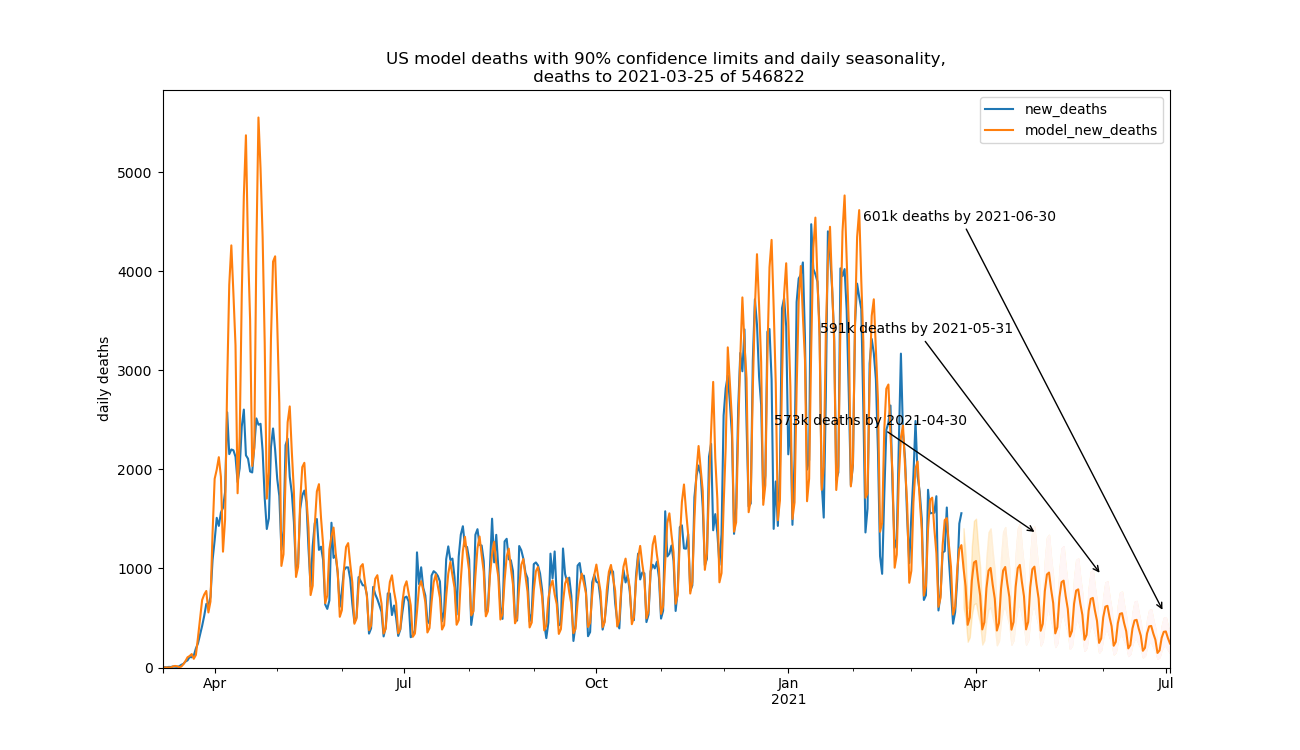 US model deaths with 90% confidence limits and daily seasonality,
deaths to 2021-03-25 of 546822
new_deaths
model_new_deaths
601k deaths by 2021-06-30
591k deaths by 2021-05-31
573k deaths by 2021-04-30
daily deaths
5000
4000
3000
2000
1000
0
Apr
Jul
Oct
Jan
2021
Apr
Jul